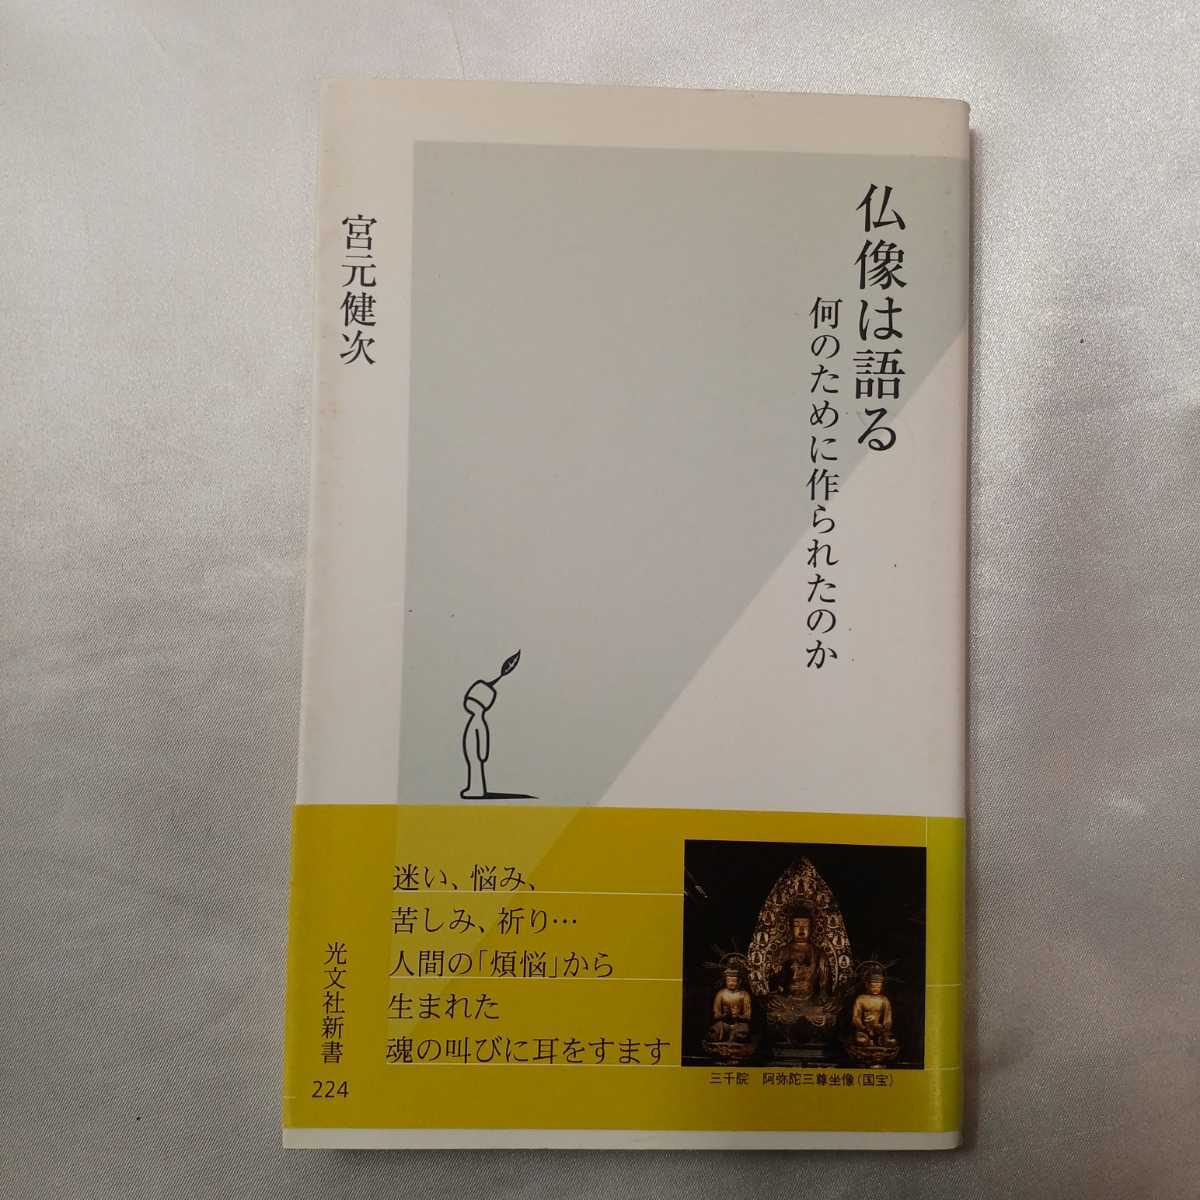 仏像は語る
何のために作られたのか
宮元健次
迷い、悩み、
苦しみ、祈り…
人間の「煩悩」から
生まれた
魂の叫びに耳をすます
三千院　阿弥陀三尊坐像(国宝)
光文社新書
224